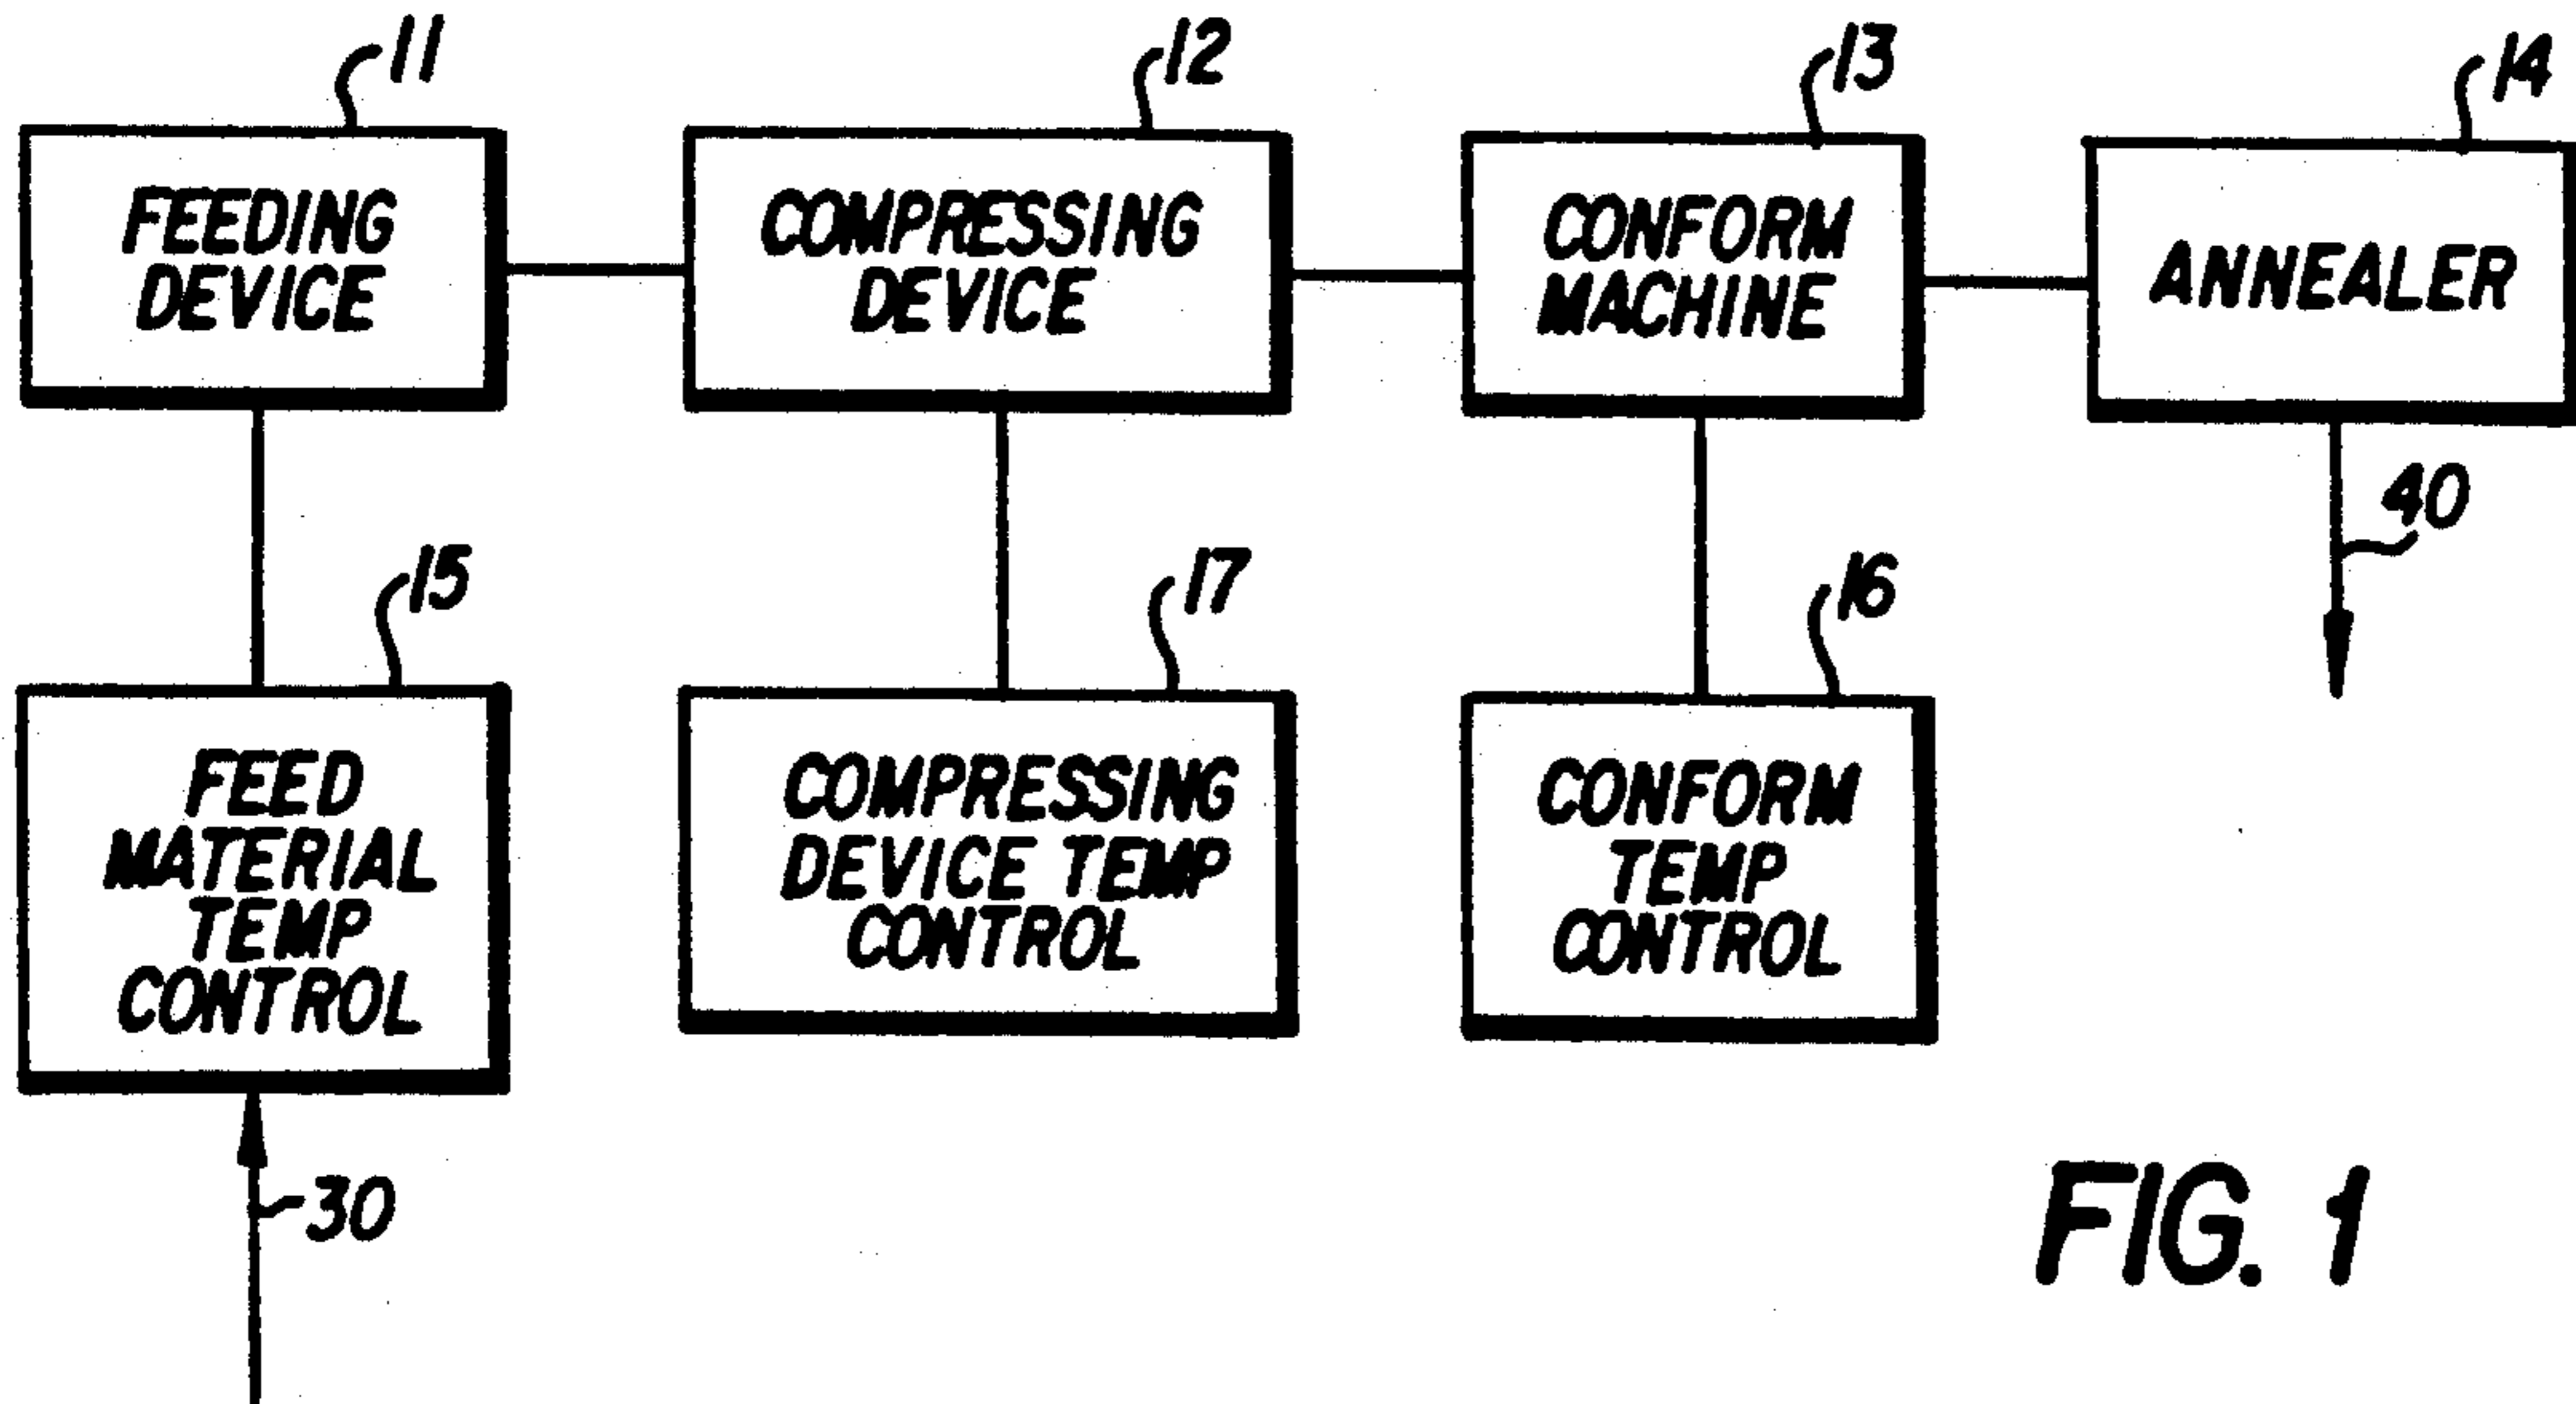 11
12
13
14
FEEDING
DEVICE
COMPRESSING
DEVICE
CONFORM
MACHINE
ANNEALER
40
15
17
16
FEED
MATERIAL
TEMP
CONTROL
COMPRESSING
DEVICE TEMP
CONTROL
CONFORM
TEMP
CONTROL
30
FIG. 1